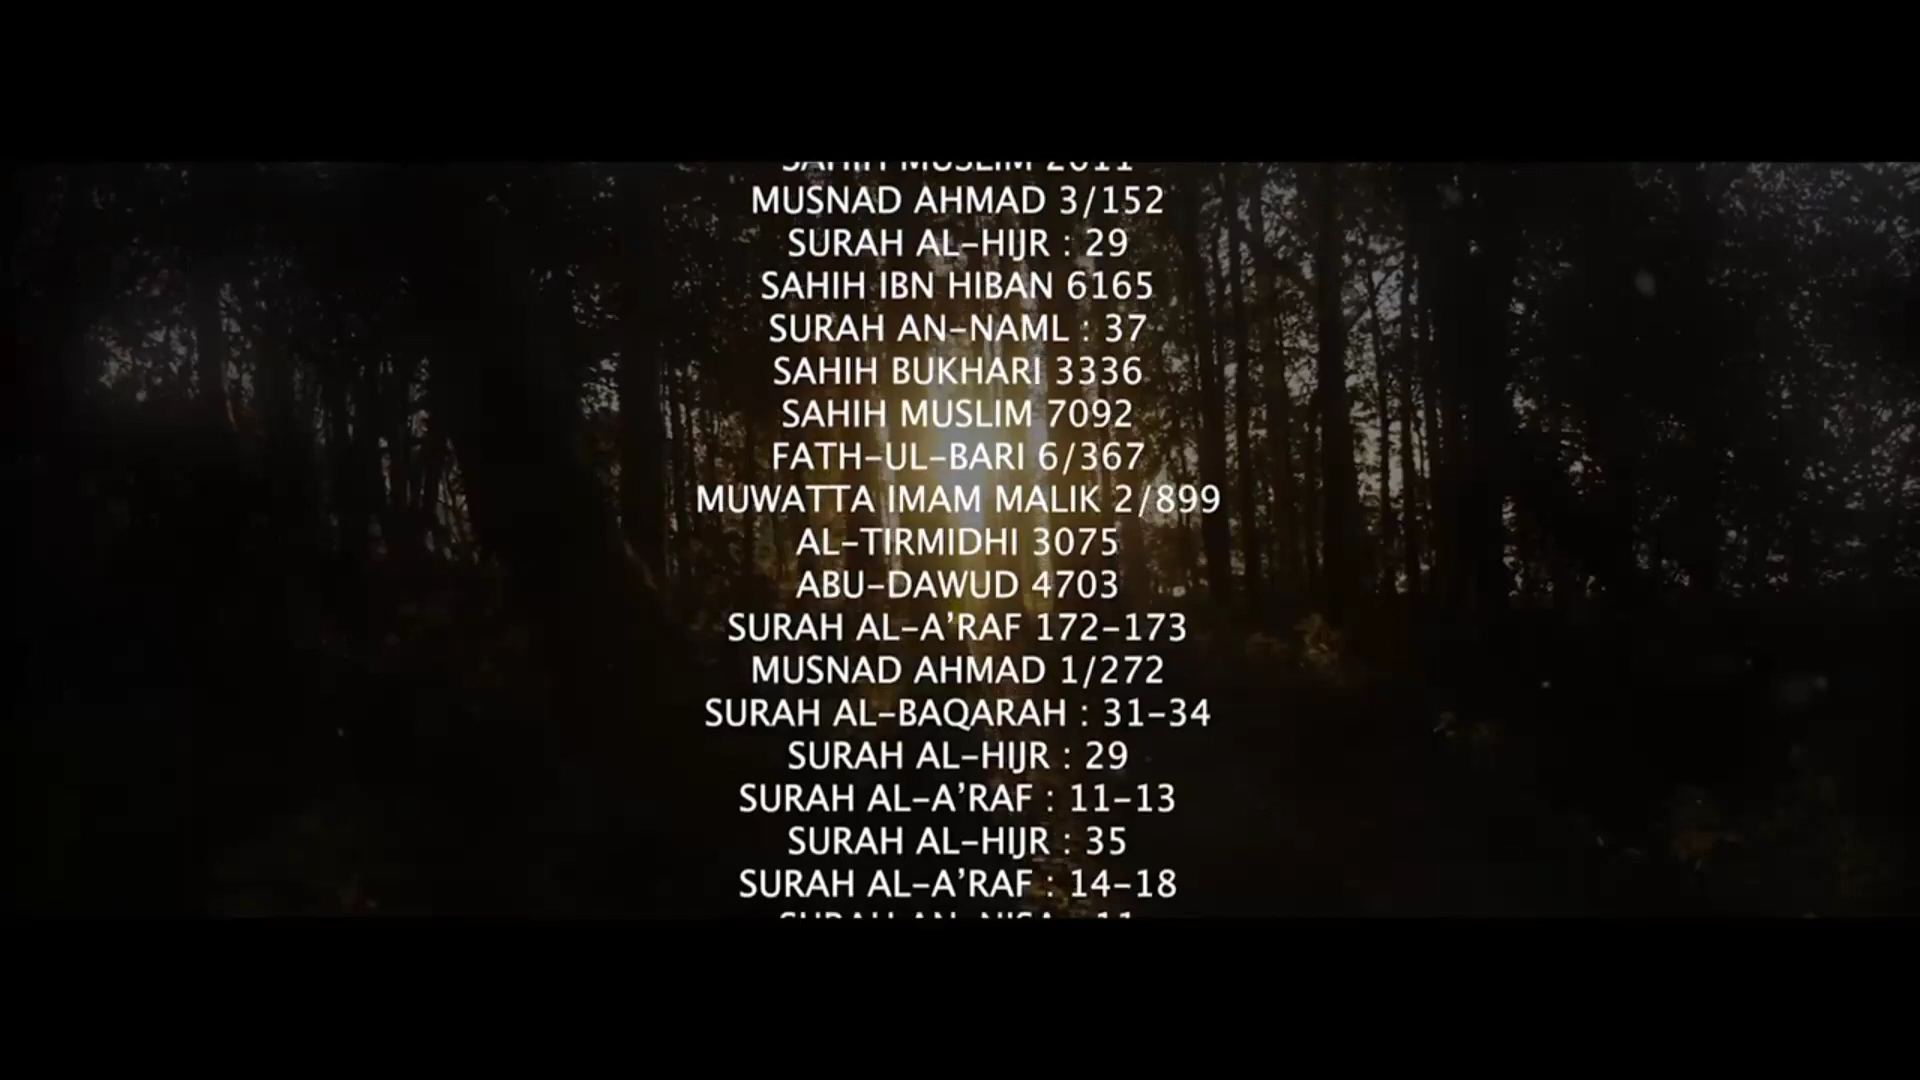 SAHIH MUSLIM 2611
MUSNAD AHMAD 3/152
SURAH AL-HIJR : 29
SAHIH IBN HIBAN 6165
SURAH AN-NAML : 37
SAHIH BUKHARI 3336
SAHIH MUSLIM 7092
FATH-UL-BARI 6/367
MUWATTA IMAM MALIK 2/899
AL-TIRMIDHI 3075
ABU-DAWUD 4703
SURAH AL-A'RAF 172-173
MUSNAD AHMAD 1/272
SURAH AL-BAQARAH : 31-34
SURAH AL-HIJR : 29
SURAH AL-A'RAF : 11-13
SURAH AL-HIJR : 35
SURAH AL-A'RAF : 14-18